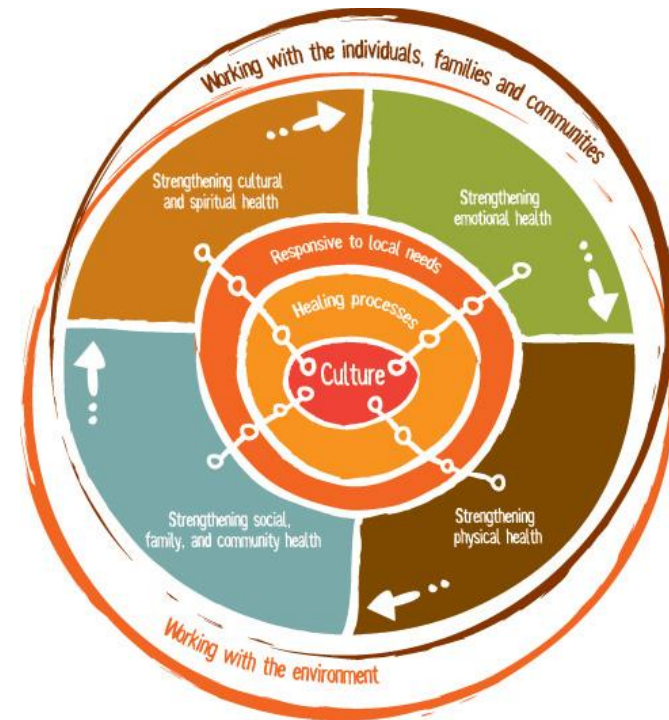 Working with the individuals, families and communities
Strengthening cultural
and spiritual health
Strengthening
emotional health
Responsive to local needs
Healing processes
Culture
Strengthening social,
family, and community health
Strengthening
physical health
Working with the environment